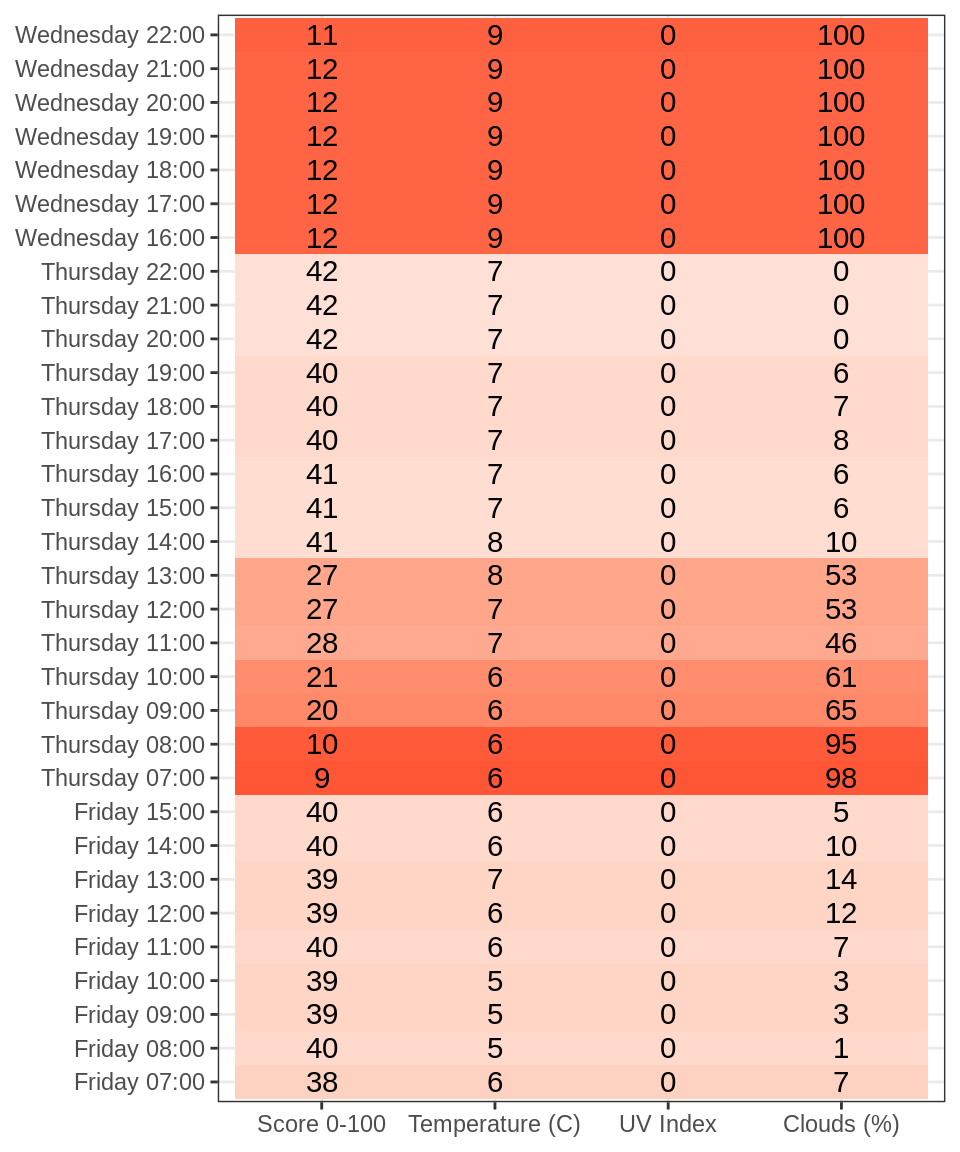 Wednesday 22:00 11 9 0 100
Wednesday 21:00 12 9 0 100
Wednesday 20:00 12 9 0 100
Wednesday 19:00 12 9 0 100
Wednesday 18:00 12 9 0 100
Wednesday 17:00 12 9 0 100
Wednesday 16:00 12 9 0 100
Thursday 22:00 42 7 0 0
Thursday 21:00 42 7 0 0
Thursday 20:00 42 7 0 0
Thursday 19:00 40 7 0 6
Thursday 18:00 40 7 0 7
Thursday 17:00 40 7 0 8
Thursday 16:00 41 7 0 6
Thursday 15:00 41 7 0 6
Thursday 14:00 41 8 0 10
Thursday 13:00 27 8 0 53
Thursday 12:00 27 7 0 53
Thursday 11:00 28 7 0 46
Thursday 10:00 21 6 0 61
Thursday 09:00 20 6 0 65
Thursday 08:00 10 6 0 95
Thursday 07:00 9 6 0 98
Friday 15:00 40 6 0 5
Friday 14:00 40 6 0 10
Friday 13:00 39 7 0 14
Friday 12:00 39 6 0 12
Friday 11:00 40 6 0 7
Friday 10:00 39 5 0 3
Friday 09:00 39 5 0 3
Friday 08:00 40 5 0 1
Friday 07:00 38 6 0 7
Score 0-100 Temperature (C) UV Index Clouds (%)